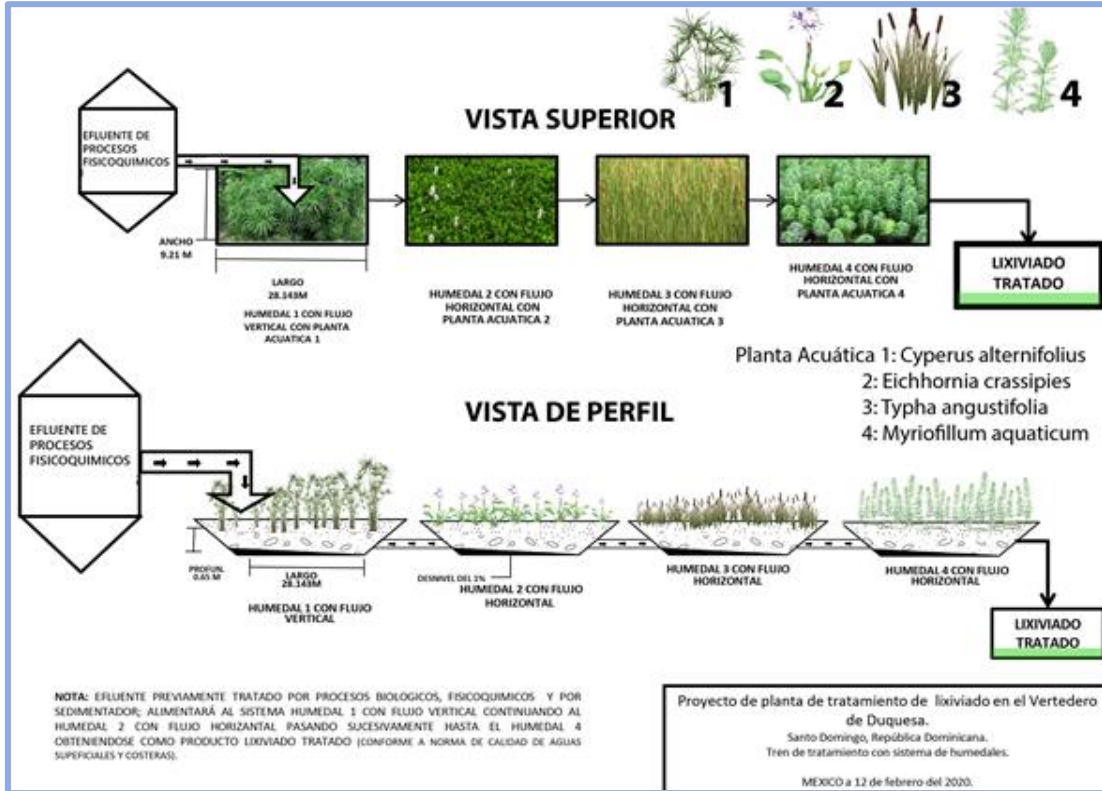 1
2
3
4
VISTA SUPERIOR
EFLUENTE DE
PROCESOS
FISICOQUIMICOS
ANCHO
9.21 M
LARGO
28.143M
HUMEDAL 1 CON FLUJO
VERTICAL CON PLANTA
ACUATICA 1
HUMEDAL 2 CON FLUJO
HORIZONTAL CON
PLANTA ACUATICA 2
HUMEDAL 3 CON FLUJO
HORIZONTAL CON
PLANTA ACUATICA 3
HUMEDAL 4 CON FLUJO
HORIZONTAL CON
PLANTA ACUATICA 4
LIXIVIADO
TRATADO
Planta Acuática 1: Cyperus alternifolius
2: Eichhornia crassipies
3: Typha angustifolia
4: Myriofillum aquaticum
VISTA DE PERFIL
EFLUENTE DE
PROCESOS
FISICOQUIMICOS
PROFUN.
0.65 M
LARGO
28.143M
HUMEDAL 1 CON FLUJO
VERTICAL
DESNIVEL DEL 1%
HUMEDAL 2 CON FLUJO
HORIZONTAL
HUMEDAL 3 CON FLUJO
HORIZONTAL
HUMEDAL 4 CON FLUJO
HORIZONTAL
LIXIVIADO
TRATADO
NOTA: EFLUENTE PREVIAMENTE TRATADO POR PROCESOS BIOLOGICOS, FISICOQUIMICOS Y POR
SEDIMENTADOR; ALIMENTARÁ AL SISTEMA HUMEDAL 1 CON FLUJO VERTICAL CONTINUANDO AL
HUMEDAL 2 CON FLUJO HORIZANTAL PASANDO SUCESIVAMENTE HASTA EL HUMEDAL 4
OBTENIENDOSE COMO PRODUCTO LIXIVIADO TRATADO (CONFORME A NORMA DE CALIDAD DE AGUAS
SUPEFICIALES Y COSTERAS).
Proyecto de planta de tratamiento de lixiviado en el Vertedero
de Duquesa.
Santo Domingo, República Dominicana.
Tren de tratamiento con sistema de humedales.
MEXICO a 12 de febrero del 2020.